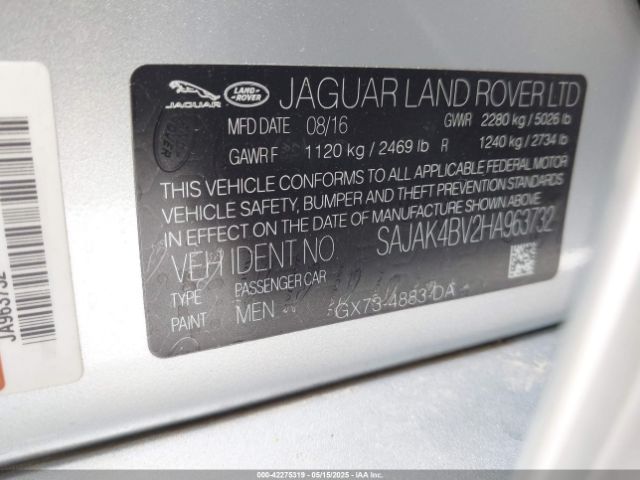 JAGUAR
LAND ROVER
JAGUAR LAND ROVER LTD
MFD DATE 08/16 GVWR 2280 kg / 5026 lb
GAWR F 1120 kg / 2469 lb R 1240 kg / 2734 lb
THIS VEHICLE CONFORMS TO ALL APPLICABLE FEDERAL MOTOR
VEHICLE SAFETY, BUMPER AND THEFT PREVENTION STANDARDS
IN EFFECT ON THE DATE OF MANUFACTURE SHOWN ABOVE.
VEH IDENT NO. SAJAK4BV2HA963732
TYPE PASSENGER CAR
PAINT MEN GX73-4883-DA
JA963732
000-42275319 - 05/15/2025 - IAAI.COM